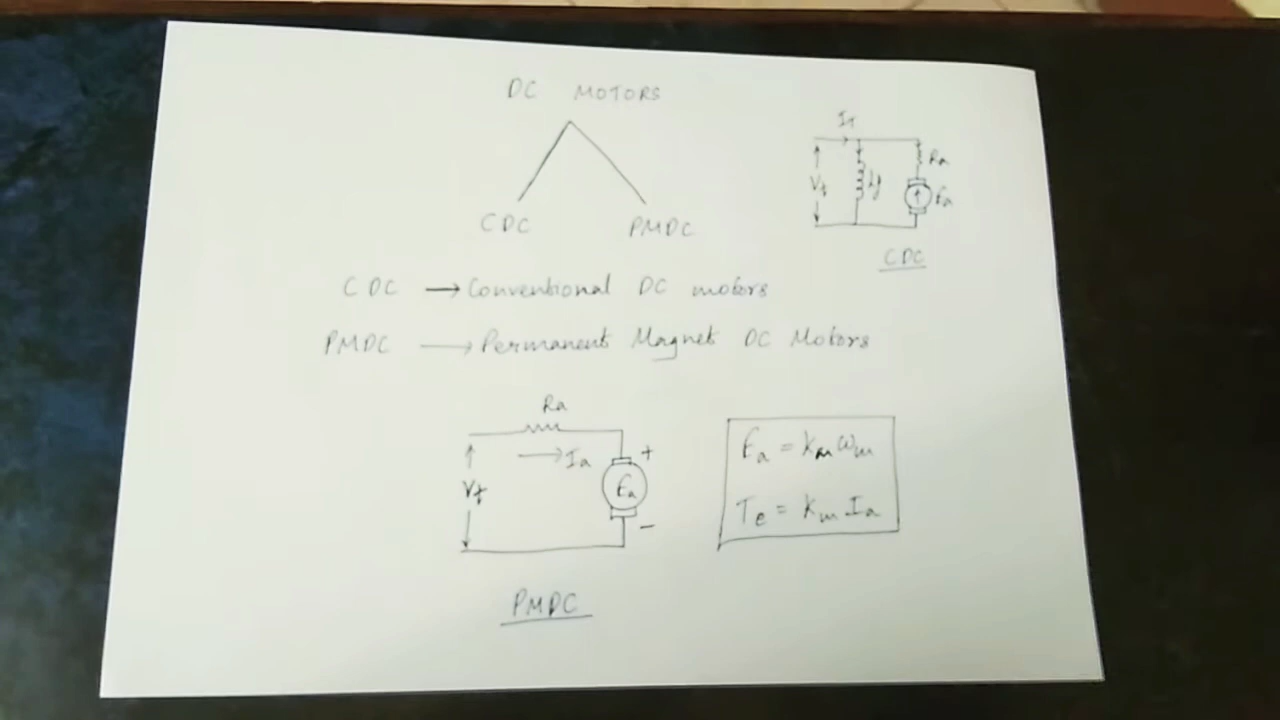 DC MOTORS
CDC PMDC
CDC → Conventional DC motors
PMDC → Permanent Magnet DC Motors
IT
Vt
Ra
Ea
CDC
Ra
Ia
Vt
+
Ea
-
PMDC
Ea = Km ωm
Te = Km Ia